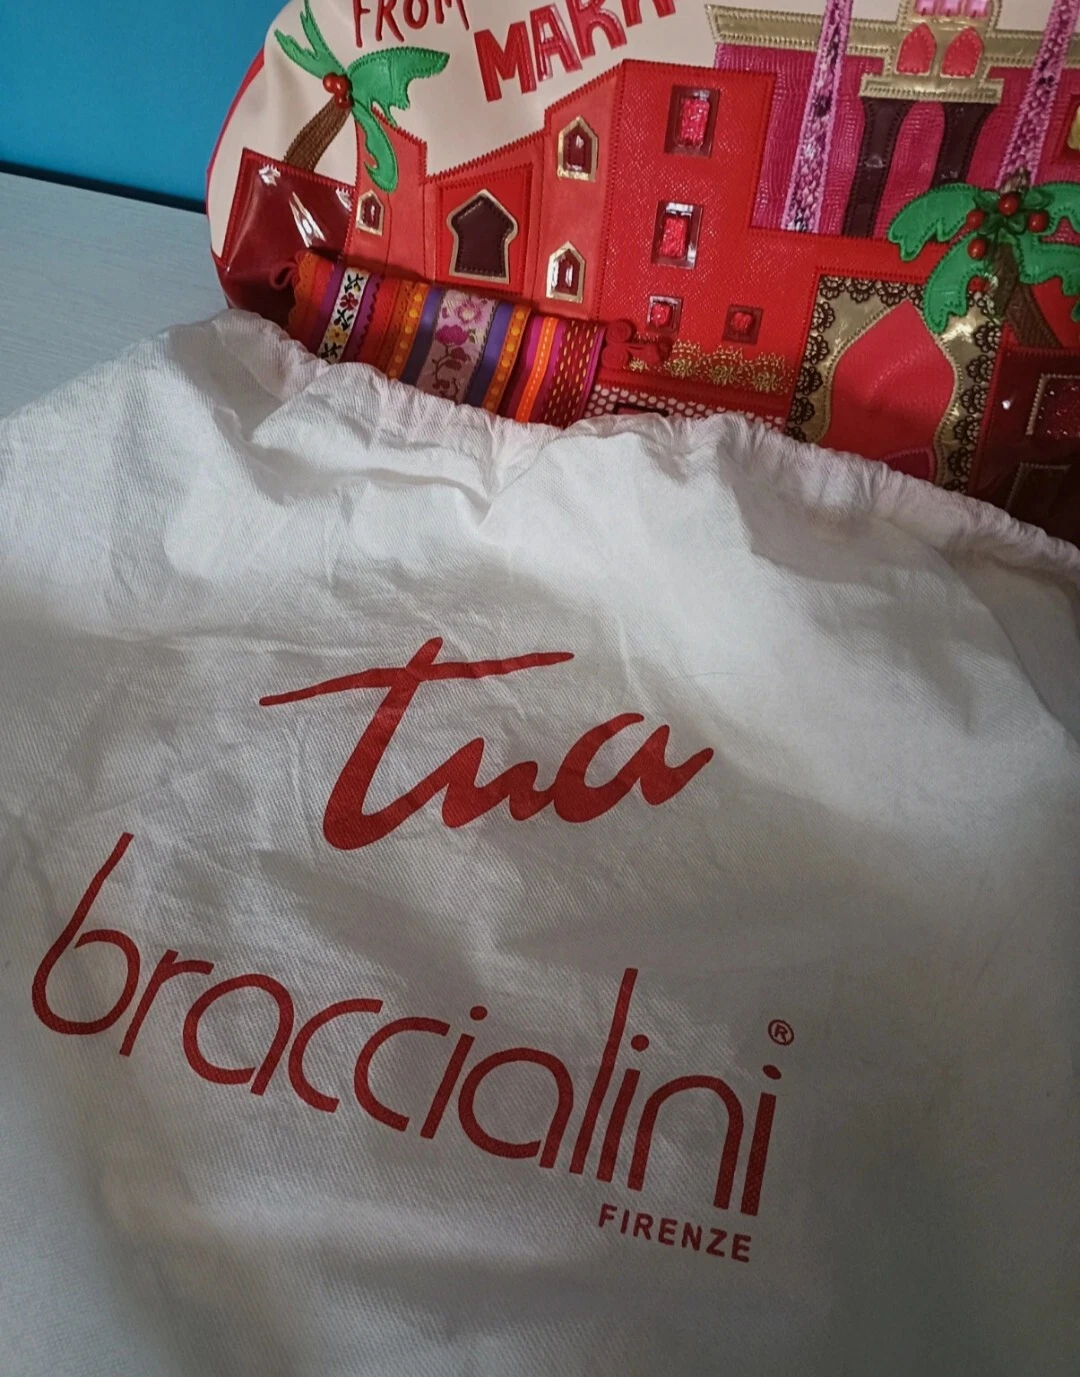 FROM
tua
braccialini®
FIRENZE